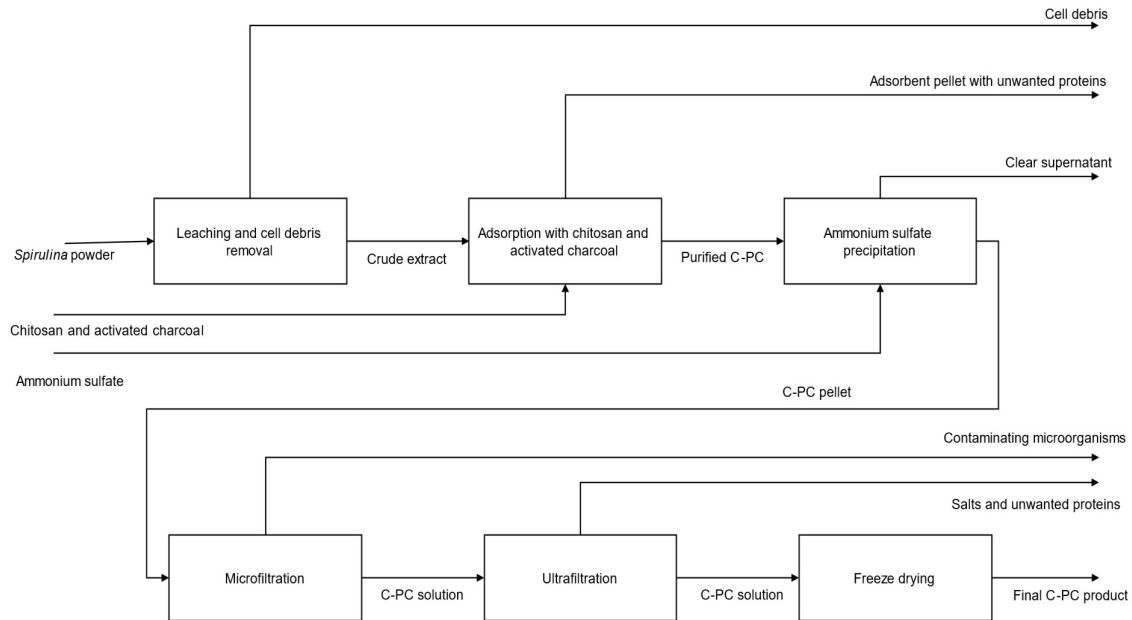 Cell debris
Adsorbent pellet with unwanted proteins
Clear supernatant
Leaching and cell debris
removal
Adsorption with chitosan and
activated charcoal
Ammonium sulfate
precipitation
Spirulina powder
Crude extract
Purified C-PC
Chitosan and activated charcoal
Ammonium sulfate
C-PC pellet
Contaminating microorganisms
Salts and unwanted proteins
Microfiltration
Ultrafiltration
Freeze drying
C-PC solution
C-PC solution
Final C-PC product